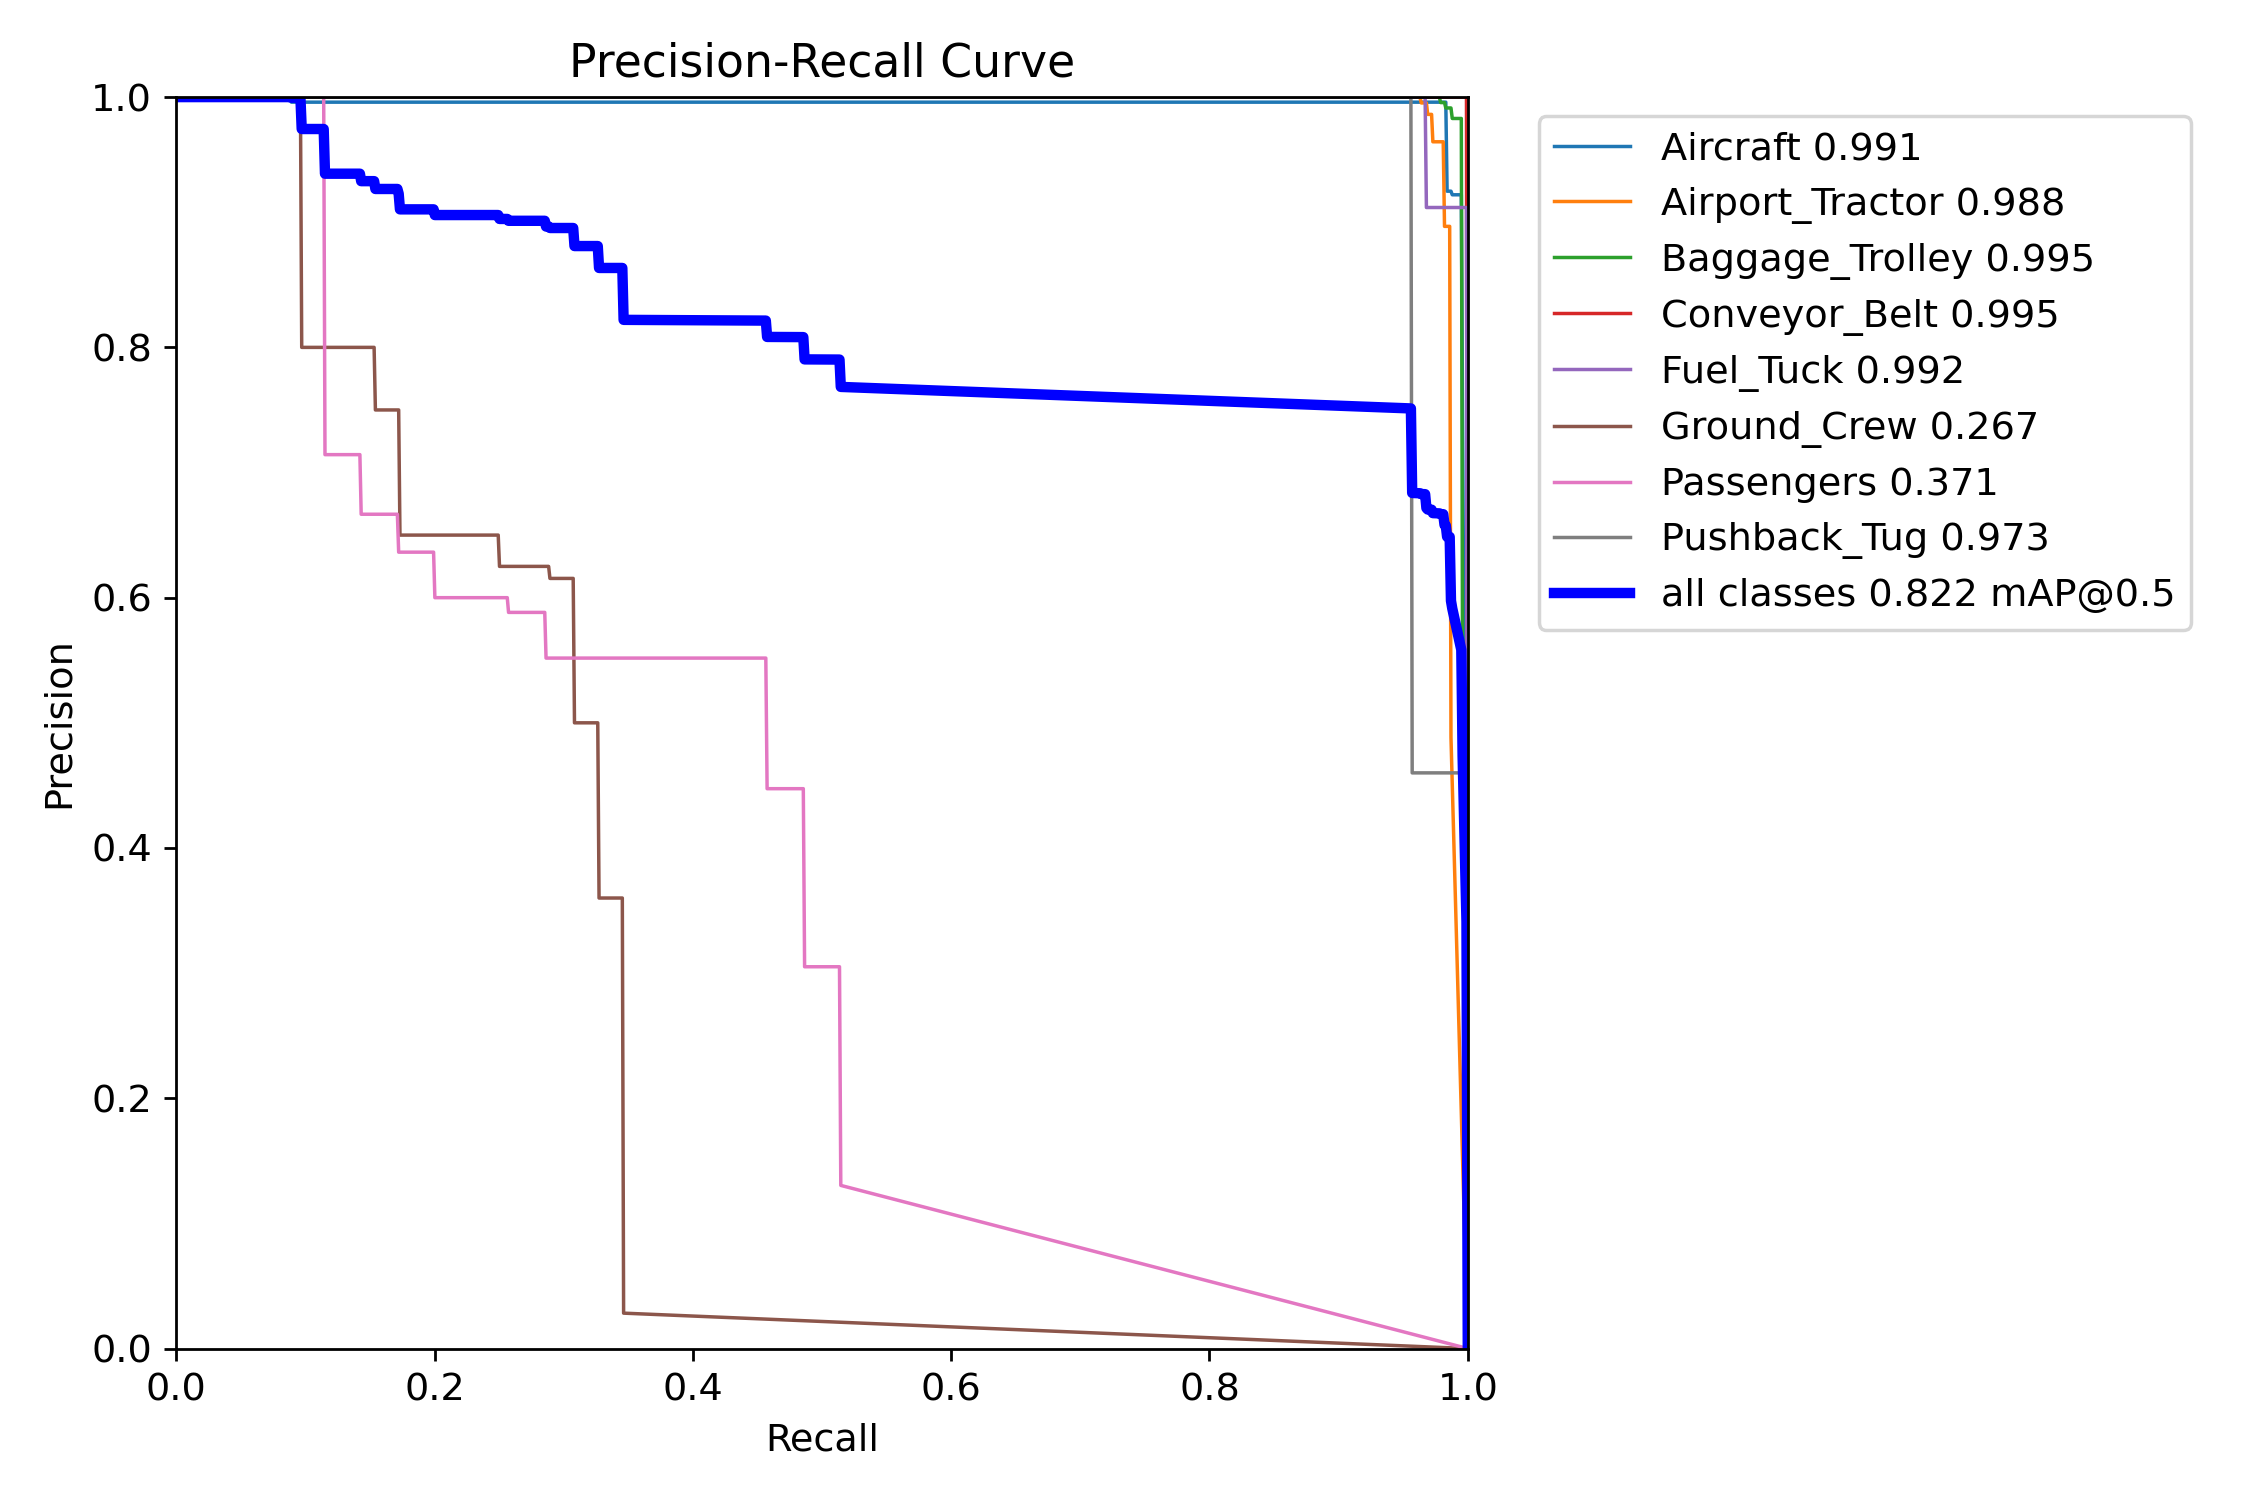 Precision-Recall Curve
1.0
0.8
0.6
0.4
0.2
0.0
Precision
0.0 0.2 0.4 0.6 0.8 1.0
Recall
Aircraft 0.991
Airport_Tractor 0.988
Baggage_Trolley 0.995
Conveyor_Belt 0.995
Fuel_Tuck 0.992
Ground_Crew 0.267
Passengers 0.371
Pushback_Tug 0.973
all classes 0.822 mAP@0.5